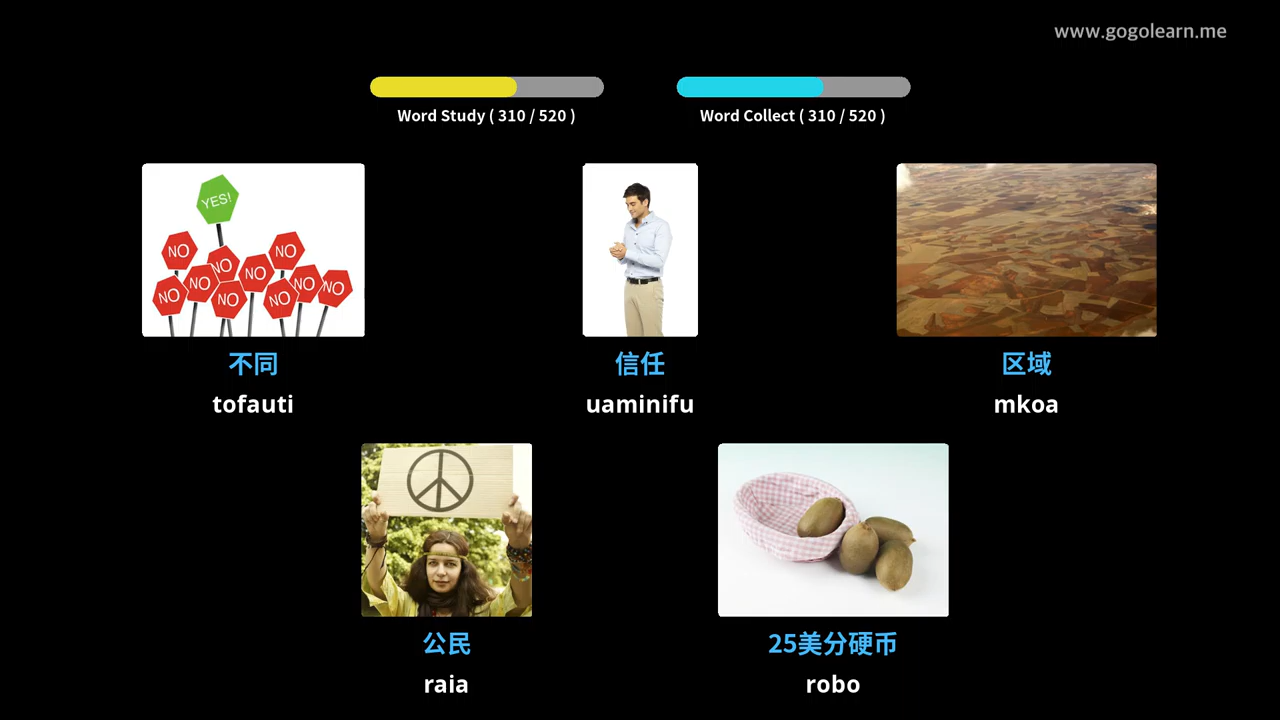 www.gogolearn.me
Word Study ( 310 / 520 )
Word Collect ( 310 / 520 )
YES!
NO
NO
NO
NO
NO
NO
NO
NO
NO
NO
不同
信任
区域
tofauti
uaminifu
mkoa
公民
25美分硬币
raia
robo